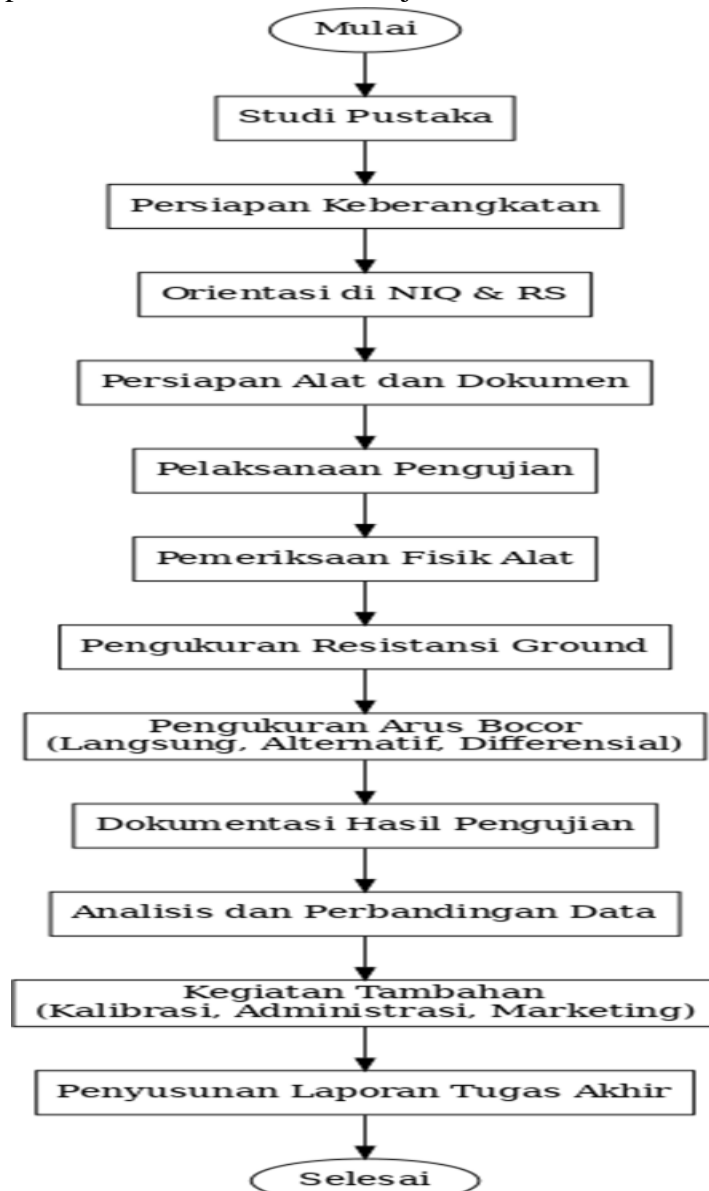 Mulai
Studi Pustaka
Persiapan Keberangkatan
Orientasi di NIQ & RS
Persiapan Alat dan Dokumen
Pelaksanaan Pengujian
Pemeriksaan Fisik Alat
Pengukuran Resistansi Ground
Pengukuran Arus Bocor
(Langsung, Alternatif, Differensial)
Dokumentasi Hasil Pengujian
Analisis dan Perbandingan Data
Kegiatan Tambahan
(Kalibrasi, Administrasi, Marketing)
Penyusunan Laporan Tugas Akhir
Selesai